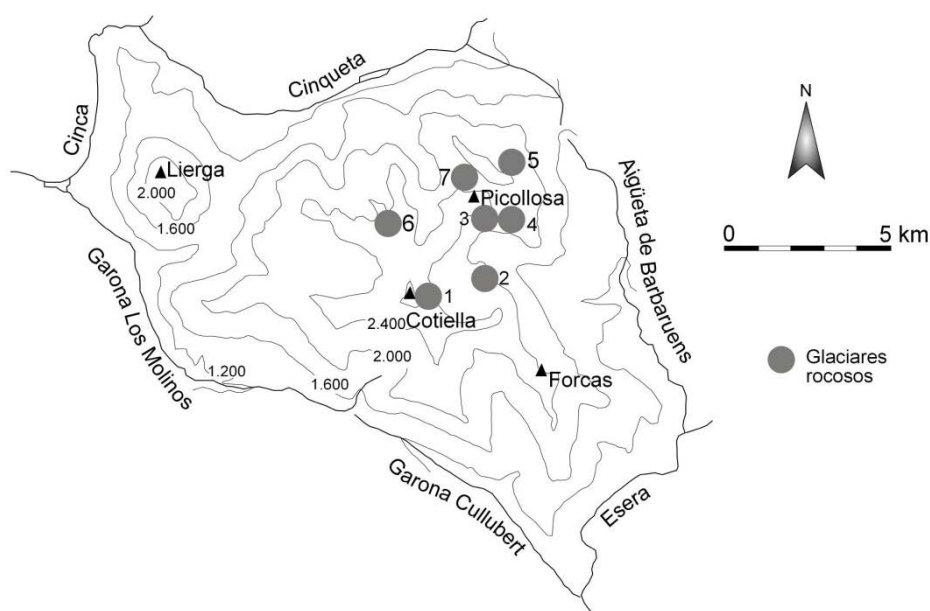 Cinca
Cinqueta
N
Lierga
2.000
1.600
5
7
Picollosa
Aigüeta de Barbaruens
6
3
4
0
5 km
2
1
Cotiella
2.400
2.000
Garona Los Molinos
1.200
1.600
Forcas
Glaciares
rocosos
Garona Cullubert
Esera